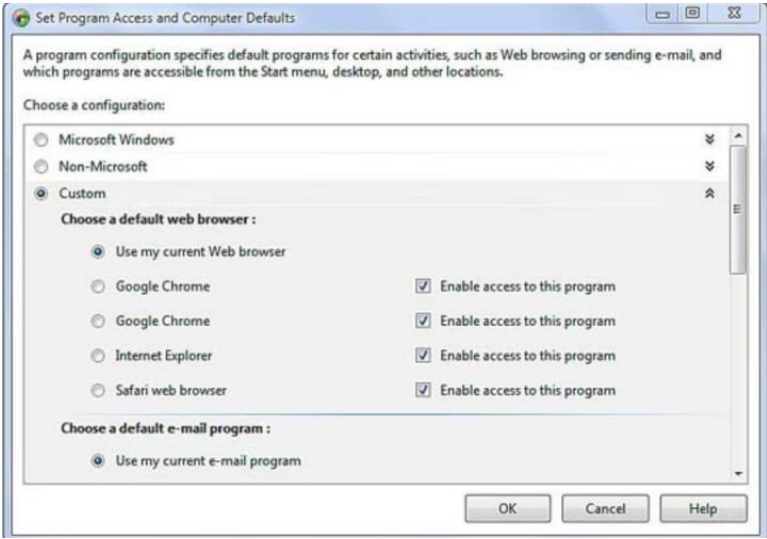 Set Program Access and Computer Defaults
A program configuration specifies default programs for certain activities, such as Web browsing or sending e-mail, and
which programs are accessible from the Start menu, desktop, and other locations.
Choose a configuration:
Microsoft Windows
Non-Microsoft
Custom
Choose a default web browser :
Use my current Web browser
Google Chrome Enable access to this program
Google Chrome Enable access to this program
Internet Explorer Enable access to this program
Safari web browser Enable access to this program
Choose a default e-mail program :
Use my current e-mail program
OK Cancel Help